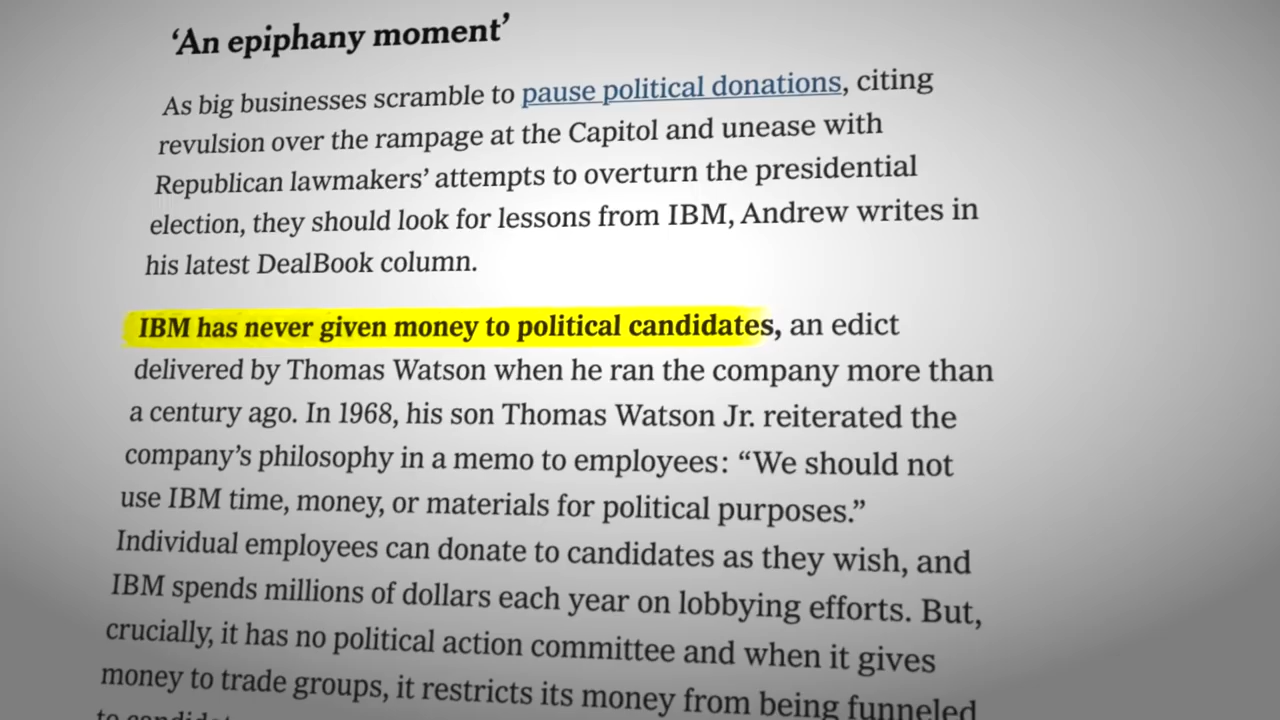 ‘An epiphany moment’
As big businesses scramble to pause political donations, citing
revulsion over the rampage at the Capitol and unease with
Republican lawmakers’ attempts to overturn the presidential
election, they should look for lessons from IBM, Andrew writes in
his latest DealBook column.
IBM has never given money to political candidates, an edict
delivered by Thomas Watson when he ran the company more than
a century ago. In 1968, his son Thomas Watson Jr. reiterated the
company’s philosophy in a memo to employees: “We should not
use IBM time, money, or materials for political purposes.”
Individual employees can donate to candidates as they wish, and
IBM spends millions of dollars each year on lobbying efforts. But,
crucially, it has no political action committee and when it gives
money to trade groups, it restricts its money from being funneled